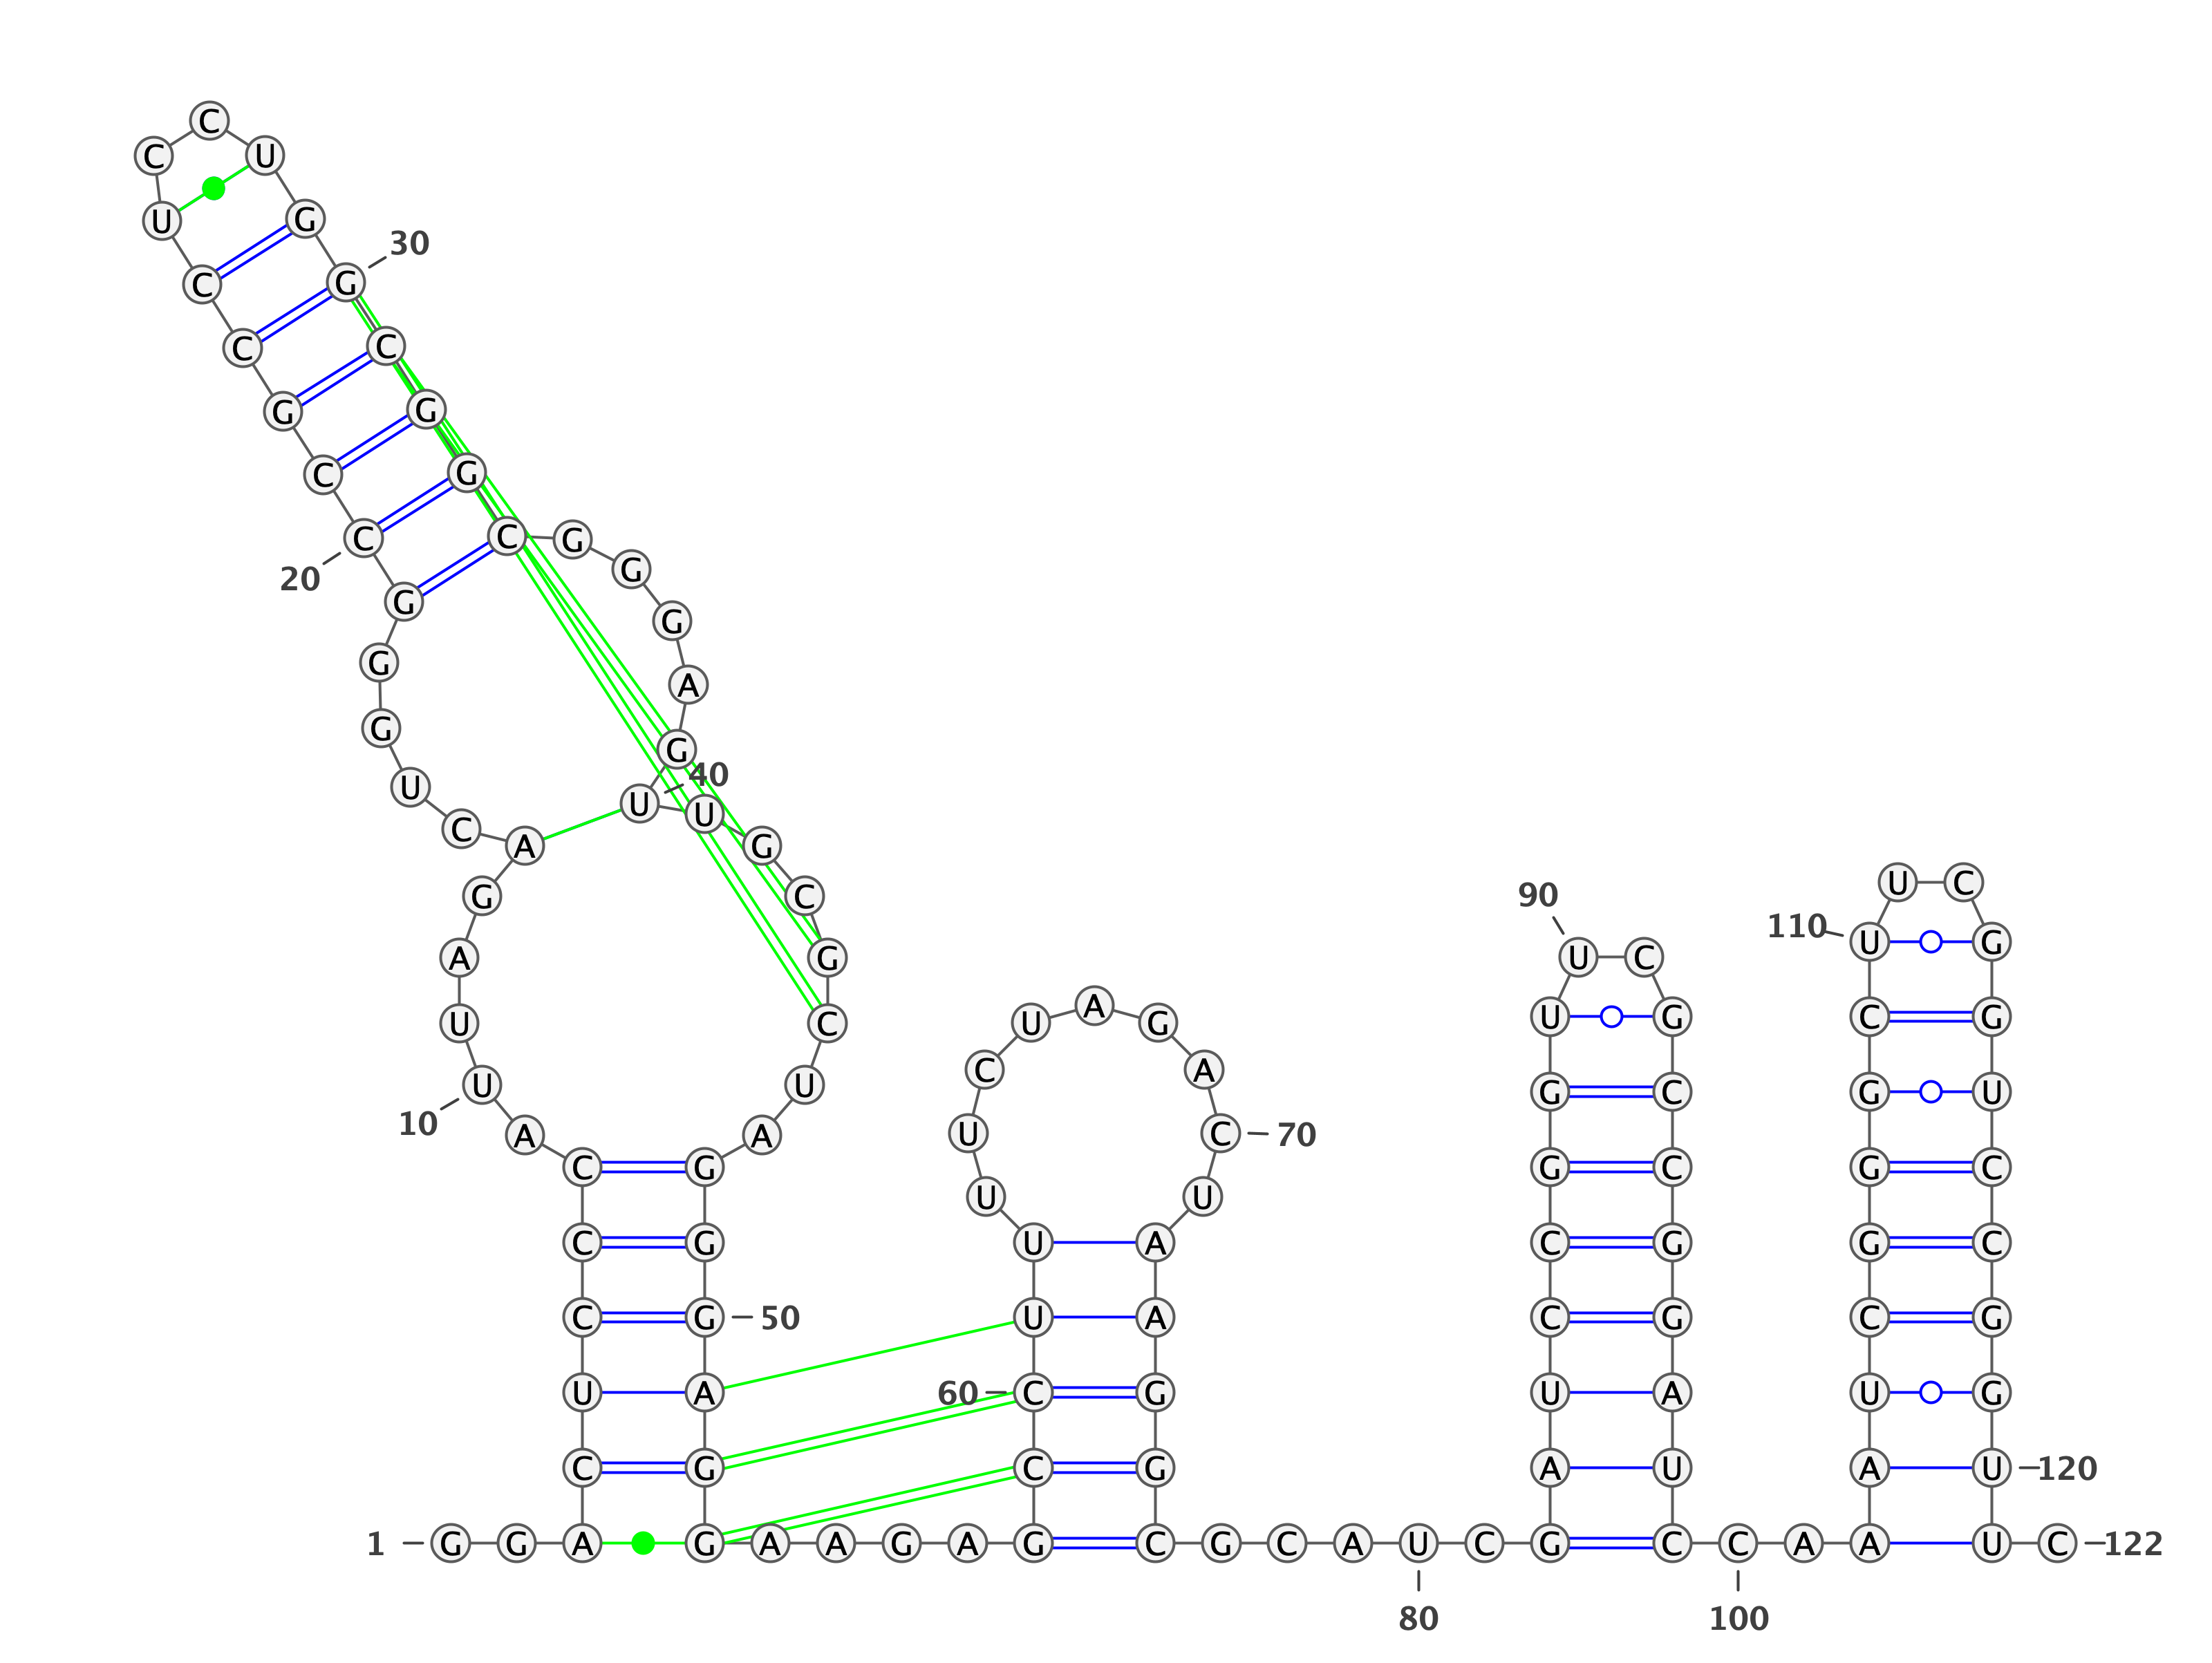 C
C U
U G
30
C G
C C
G G
C G
C C G
G
20
G
G
G
A
G
G
40
U
U U
C
A G
U C
G C 90
110
U G
A G U C
A
U C U G U G C G
C A
U U G C G U
10
A A U C 70
C G G C G C
U U
C G U A C G G C
C G 50 U A C G C G
U A 60 C G U A U G
C G C G A U A U 120
1 G G A G A A G A G C G C A U C G C C A A U C 122
80 100